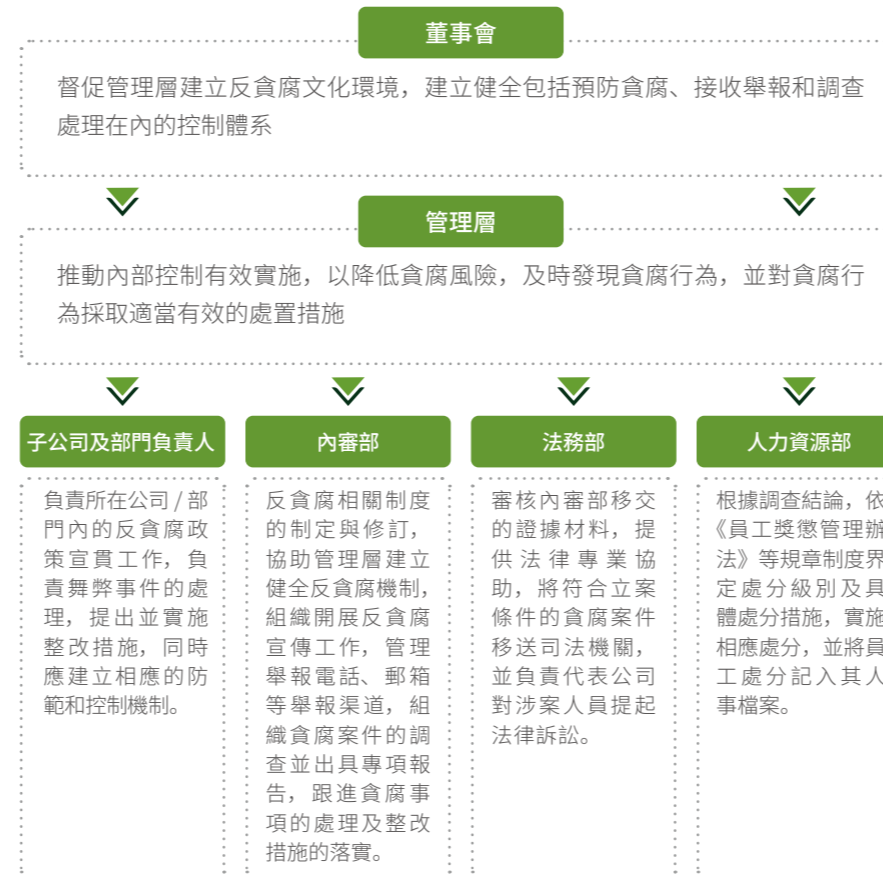 董事會
督促管理層建立反貪腐文化環境，建立健全包括預防貪腐、接收舉報和調查
處理在內的控制體系
管理層
推動內部控制有效實施，以降低貪腐風險，及時發現貪腐行為，並對貪腐行
為採取適當有效的處置措施
子公司及部門負責人
負責所在公司 / 部
門內的反貪腐政
策宣貫工作，負
責舞弊事件的處
理，提出並實施
整改措施，同時
應建立相應的防
範和控制機制。
內審部
反貪腐相關制度
的制定與修訂，
協助管理層建立
健全反貪腐機制，
組織開展反貪腐
宣傳工作，管理
舉報電話、郵箱
等舉報渠道，組
織貪腐案件的調
查並出具專項報
告，跟進貪腐事
項的處理及整改
措施的落實。
法務部
審核內審部移交
的證據材料，提
供法律專業協
助，將符合立案
條件的貪腐案件
移送司法機關，
並負責代表公司
對涉案人員提起
法律訴訟。
人力資源部
根據調查結論，依
《員工獎懲管理辦
法》等規章制度界
定處分級別及具
體處分措施，實施
相應處分，並將員
工處分記入其人
事檔案。